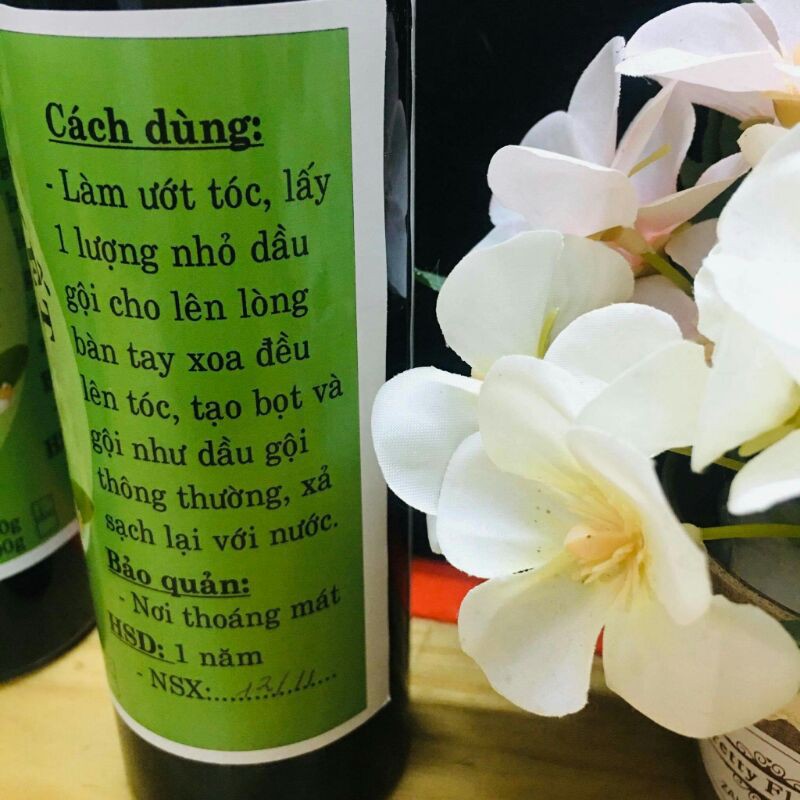 Cách dùng:
- Làm ướt tóc, lấy
1 lượng nhỏ dầu
gội cho lên lòng
bàn tay xoa đều
lên tóc, tạo bọt và
gội như dầu gội
thông thường, xả
sạch lại với nước.
Bảo quản:
- Nơi thoáng mát
HSD: 1 năm
- NSX:....12/11....